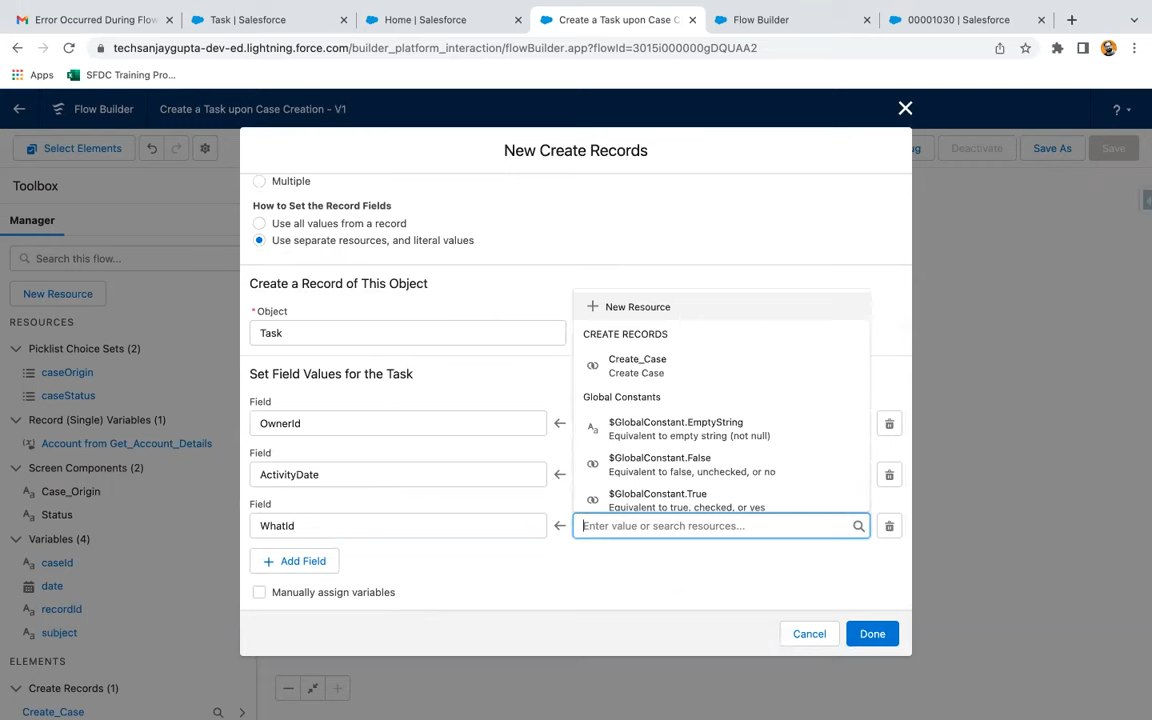 Error Occurred During Flow
Task | Salesforce
Home | Salesforce
Create a Task upon Case C
Flow Builder
00001030 | Salesforce
techsanjaygupta-dev-ed.lightning.force.com/builder_platform_interaction/flowBuilder.app?flowId=3015i000000gDQUAA2
Apps
SFDC Training Pro...
Flow Builder
Create a Task upon Case Creation - V1
?
Select Elements
ug
Deactivate
Save As
Save
Toolbox
Manager
Search this flow...
New Resource
RESOURCES
Picklist Choice Sets (2)
caseOrigin
caseStatus
Record (Single) Variables (1)
Account from Get_Account_Details
Screen Components (2)
Case_Origin
Status
Variables (4)
caseId
date
recordId
subject
ELEMENTS
Create Records (1)
Create_Case
New Create Records
Multiple
How to Set the Record Fields
Use all values from a record
Use separate resources, and literal values
Create a Record of This Object
* Object
Task
Set Field Values for the Task
Field
OwnerId
Field
ActivityDate
Field
WhatId
New Resource
CREATE RECORDS
Create_Case
Create Case
Global Constants
$GlobalConstant.EmptyString
Equivalent to empty string (not null)
$GlobalConstant.False
Equivalent to false, unchecked, or no
$GlobalConstant.True
Equivalent to true, checked, or yes
Enter value or search resources...
Add Field
Manually assign variables
Cancel
Done